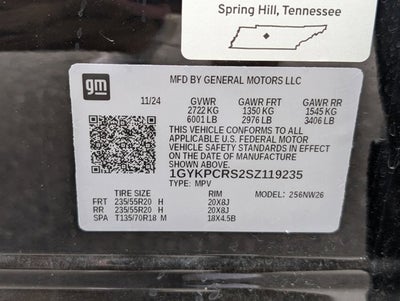 Spring Hill, Tennessee
gm
MFD BY GENERAL MOTORS LLC
11/24 GVWR GAWR FRT GAWR RR
2722 KG 1350 KG 1545 KG
6001 LB 2976 LB 3406 LB
THIS VEHICLE CONFORMS TO ALL
APPLICABLE U.S. FEDERAL MOTOR
VEHICLE SAFETY STANDARDS IN EFFECT
ON THE DATE OF MANUFACTURE
SHOWN ABOVE.
1GYKPCRS2SZ119235
TYPE: MPV MODEL: 256NW26
TIRE SIZE RIM
FRT 235/55R20 H 20X8J
RR 235/55R20 H 20X8J
SPA T135/70R18 M 18X4.5B